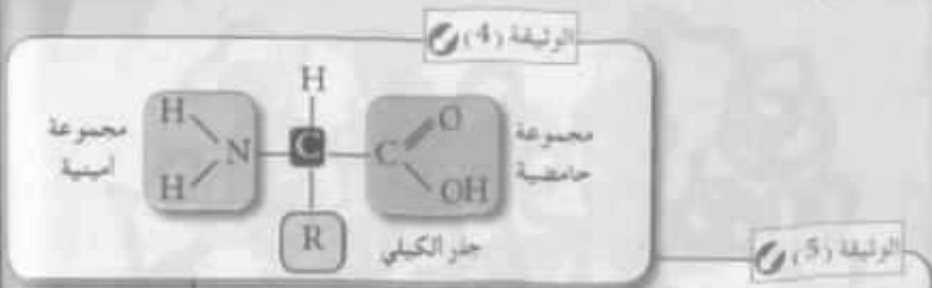 الوثيقة (4)
H
H
O
مجموعة
أمينية
N
C
C
مجموعة
حامضية
H
OH
R
جذر الكيلي
الوثيقة (5)